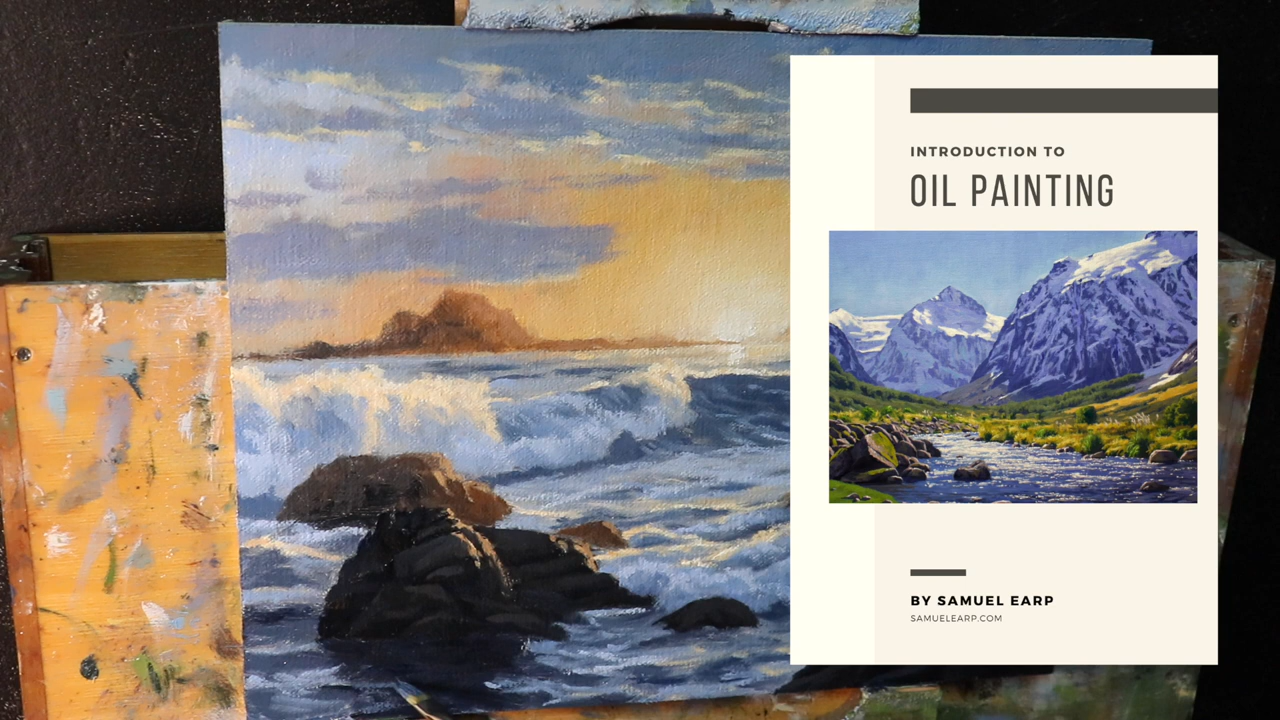 INTRODUCTION TO
OIL PAINTING
BY SAMUEL EARP
SAMUELEARP.COM